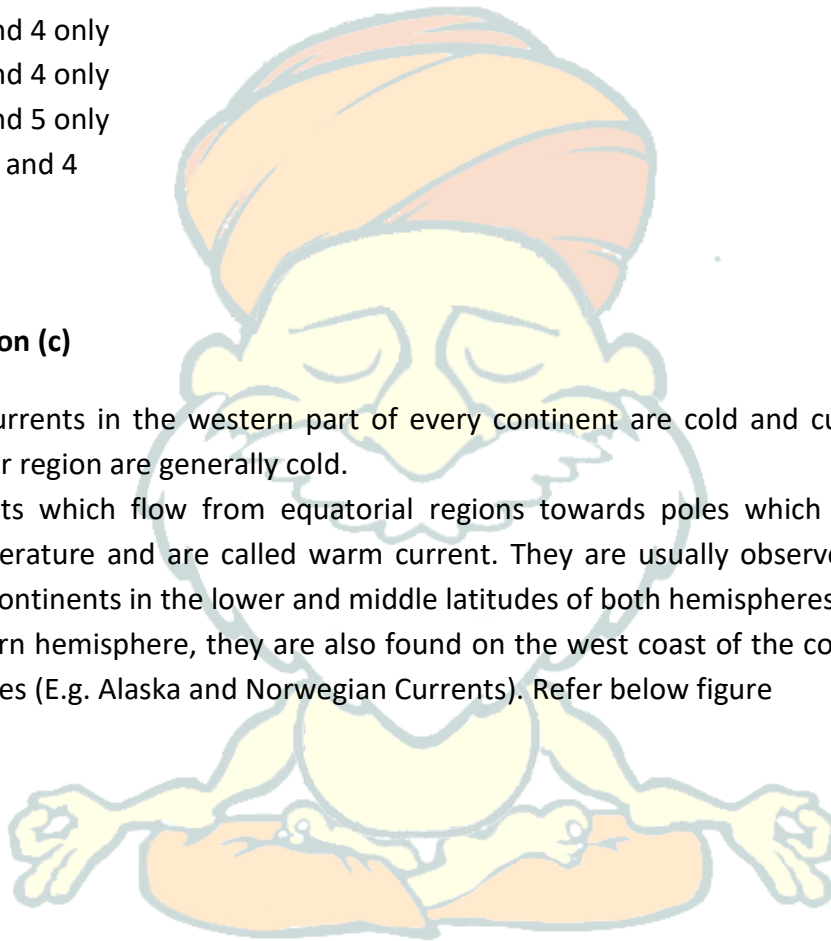 nd 4 only
nd 4 only
nd 5 only
and 4
on (c)
urrents in the western part of every continent are cold and cu
r region are generally cold.
ts which flow from equatorial regions towards poles which
erature and are called warm current. They are usually observe
ontinents in the lower and middle latitudes of both hemispheres
rn hemisphere, they are also found on the west coast of the co
es (E.g. Alaska and Norwegian Currents). Refer below figure